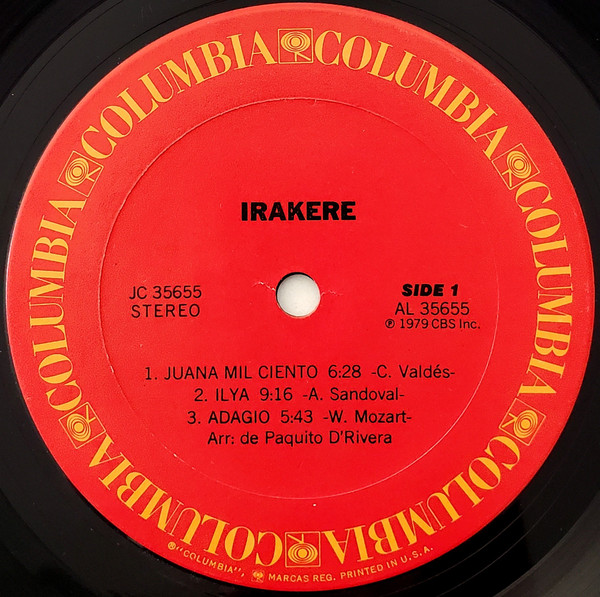 COLUMBIA COLUMBIA COLUMBIA COLUMBIA COLUMBIA COLUMBIA COLUMBIA COLUMBIA
IRAKERE
JC 35655
STEREO
SIDE 1
AL 35655
℗ 1979 CBS Inc.
1. JUANA MIL CIENTO 6:28 -C. Valdés-
2. ILYA 9:16 -A. Sandoval-
3. ADAGIO 5:43 -W. Mozart-
Arr: de Paquito D'Rivera
®"COLUMBIA", MARCAS REG. PRINTED IN U.S.A.